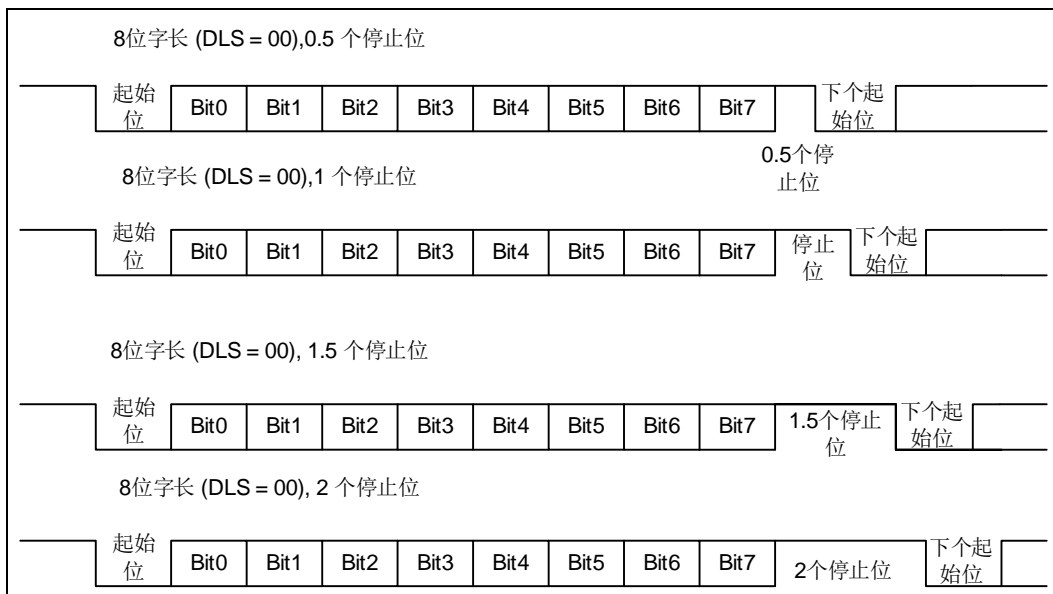 8位字长 (DLS = 00),0.5 个停止位
起始位 Bit0 Bit1 Bit2 Bit3 Bit4 Bit5 Bit6 Bit7 下个起始位
0.5个停止位
8位字长 (DLS = 00),1 个停止位
起始位 Bit0 Bit1 Bit2 Bit3 Bit4 Bit5 Bit6 Bit7 停止位 下个起始位
8位字长 (DLS = 00), 1.5 个停止位
起始位 Bit0 Bit1 Bit2 Bit3 Bit4 Bit5 Bit6 Bit7 1.5个停止位 下个起始位
8位字长 (DLS = 00), 2 个停止位
起始位 Bit0 Bit1 Bit2 Bit3 Bit4 Bit5 Bit6 Bit7 2个停止位 下个起始位